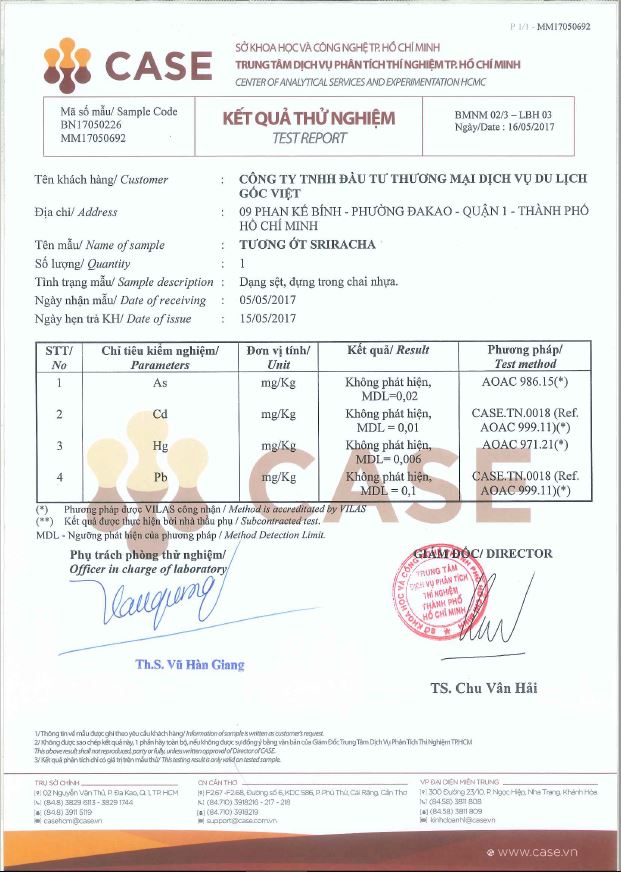 P 1/1 - MM17050692
CASE
SỞ KHOA HỌC VÀ CÔNG NGHỆ TP. HỒ CHÍ MINH
TRUNG TÂM DỊCH VỤ PHÂN TÍCH THÍ NGHIỆM TP. HỒ CHÍ MINH
CENTER OF ANALYTICAL SERVICES AND EXPERIMENTATION HCMC
Mã số mẫu/ Sample Code
BN17050226
MM17050692
KẾT QUẢ THỬ NGHIỆM
TEST REPORT
BMNM 02/3 – LBH 03
Ngày/Date : 16/05/2017
Tên khách hàng/ Customer : CÔNG TY TNHH ĐẦU TƯ THƯƠNG MẠI DỊCH VỤ DU LỊCH
GỐC VIỆT
Địa chỉ/ Address : 09 PHAN KẾ BÍNH - PHƯỜNG ĐAKAO - QUẬN 1 - THÀNH PHỐ
HỒ CHÍ MINH
Tên mẫu/ Name of sample : TƯƠNG ỚT SRIRACHA
Số lượng/ Quantity : 1
Tình trạng mẫu/ Sample description : Dạng sệt, đựng trong chai nhựa.
Ngày nhận mẫu/ Date of receiving : 05/05/2017
Ngày hẹn trả KH/ Date of issue : 15/05/2017
STT/ Chỉ tiêu kiểm nghiệm/ Đơn vị tính/ Kết quả/ Result Phương pháp/
No Parameters Unit Test method
1 As mg/Kg Không phát hiện, AOAC 986.15(*)
MDL=0,02
2 Cd mg/Kg Không phát hiện, CASE.TN.0018 (Ref.
MDL = 0,01 AOAC 999.11)(*)
3 Hg mg/Kg Không phát hiện, AOAC 971.21(*)
MDL= 0,006
4 Pb mg/Kg Không phát hiện, CASE.TN.0018 (Ref.
MDL = 0,1 AOAC 999.11)(*)
CASE
(*) Phương pháp được VILAS công nhận / Method is accreditated by VILAS
(**) Kết quả được thực hiện bởi nhà thầu phụ / Subcontracted test.
MDL - Ngưỡng phát hiện của phương pháp / Method Detection Limit.
Phụ trách phòng thử nghiệm/
Officer in charge of laboratory
GIÁM ĐỐC/ DIRECTOR
TRUNG TÂM
DỊCH VỤ PHÂN TÍCH
THÍ NGHIỆM
THÀNH PHỐ
HỒ CHÍ MINH
Th.S. Vũ Hàn Giang
TS. Chu Vân Hải
1/ Thông tin về mẫu được ghi theo yêu cầu khách hàng/ Information of sample is written as customer's request.
2/ Không được sao chép kết quả này, 1 phần hay toàn bộ, nếu không được sự đồng ý bằng văn bản của Giám Đốc Trung Tâm Dịch Vụ Phân Tích Thí Nghiệm TP.HCM
This above result shall not reproduced, party or fully, unless written approval of Director of CASE.
3/ Kết quả phân tích chỉ có giá trị trên mẫu thử/ This testing result is only valid on tested sample.
TRỤ SỞ CHÍNH
02 Nguyễn Văn Thủ, P. Đa Kao, Q. 1, TP. HCM
(84.8) 3829 6113 - 3829 1744
(84.8) 3911 5119
casehcm@case.vn
CN CẦN THƠ
F2.67 -F2.68, Đường số 6, KDC 586, P. Phú Thứ, Cái Răng, Cần Thơ
(84.710) 3918216 - 217 - 218
(84.710) 3918219
support@case.com.vn
VP ĐẠI DIỆN MIỀN TRUNG
300 Đường 23/10, P. Ngọc Hiệp, Nha Trang, Khánh Hòa
(84.58) 3811 808
(84.58) 3811 809
kinhdoanh1@case.vn
www.case.vn